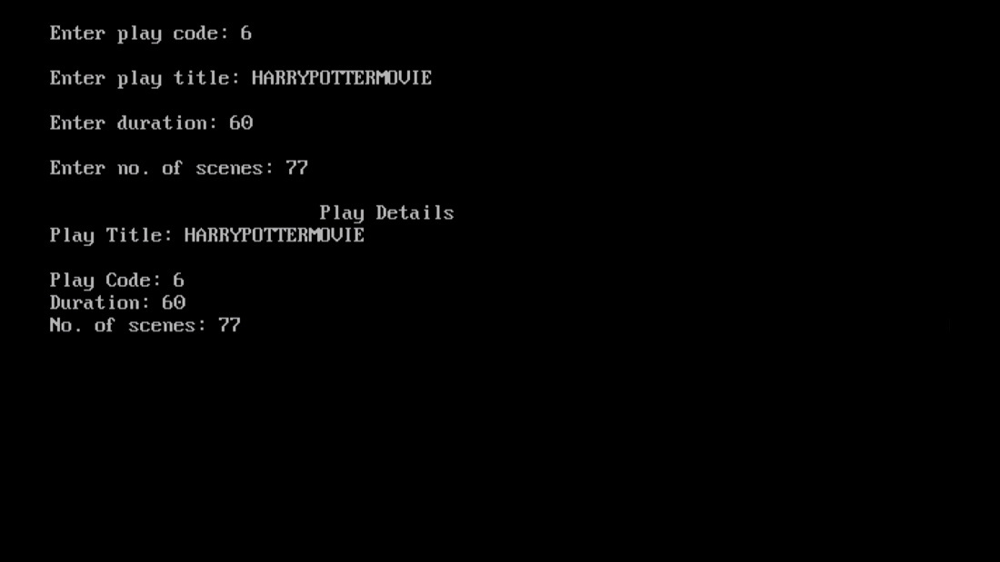 Enter play code: 6
Enter play title: HARRYPOTTERMOVIE
Enter duration: 60
Enter no. of scenes: 77
Play Details
Play Title: HARRYPOTTERMOVIE
Play Code: 6
Duration: 60
No. of scenes: 77